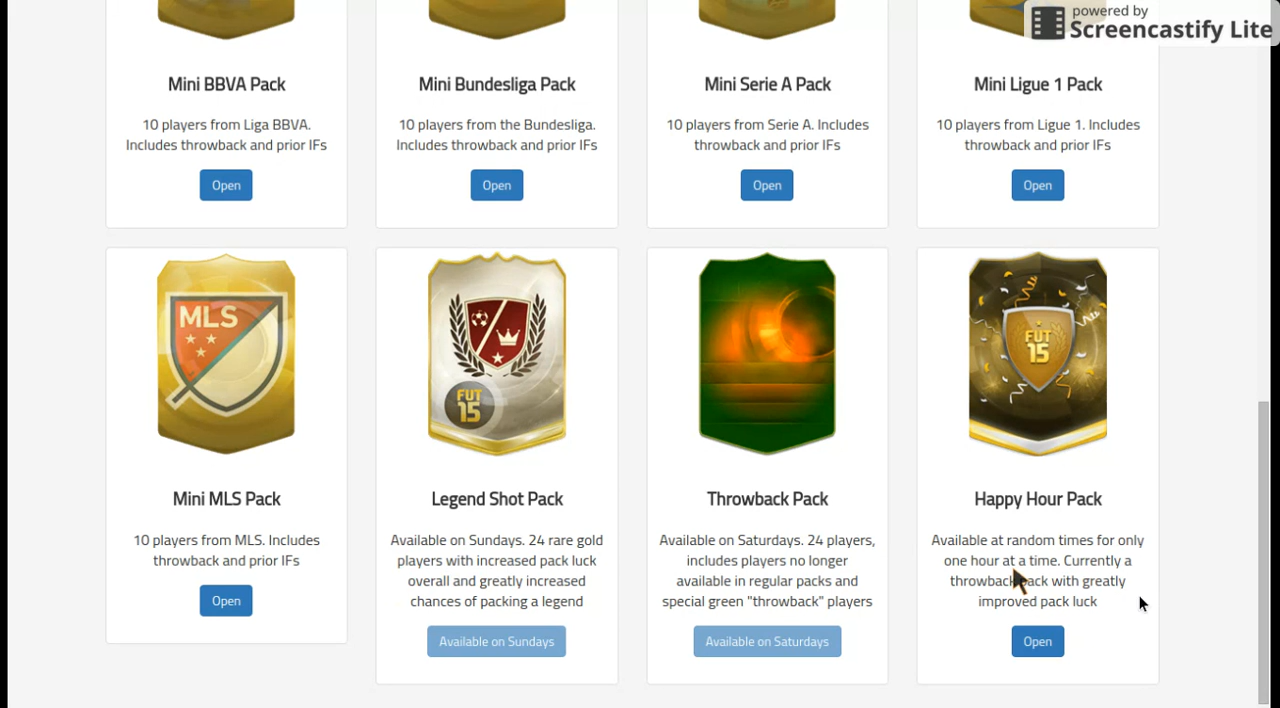 powered by
Screencastify Lite
Mini BBVA Pack
10 players from Liga BBVA.
Includes throwback and prior IFs
Open
Mini Bundesliga Pack
10 players from the Bundesliga.
Includes throwback and prior IFs
Open
Mini Serie A Pack
10 players from Serie A. Includes
throwback and prior IFs
Open
Mini Ligue 1 Pack
10 players from Ligue 1. Includes
throwback and prior IFs
Open
MLS
Mini MLS Pack
10 players from MLS. Includes
throwback and prior IFs
Open
FUT
15
Legend Shot Pack
Available on Sundays. 24 rare gold
players with increased pack luck
overall and greatly increased
chances of packing a legend
Available on Sundays
Throwback Pack
Available on Saturdays. 24 players,
includes players no longer
available in regular packs and
special green "throwback" players
Available on Saturdays
FUT
15
Happy Hour Pack
Available at random times for only
one hour at a time. Currently a
throwback pack with greatly
improved pack luck
Open